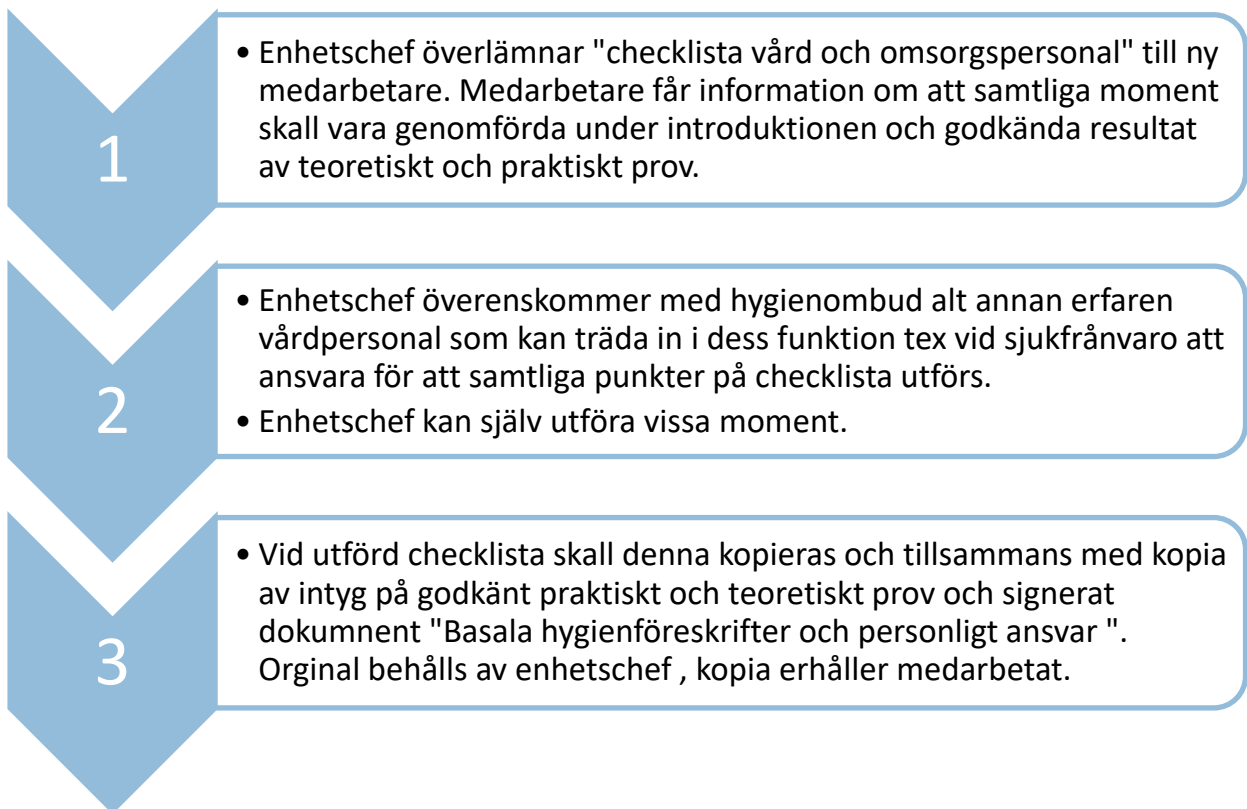 1
• Enhetschef överlämnar "checklista vård och omsorgspersonal" till ny
medarbetare. Medarbetare får information om att samtliga moment
skall vara genomförda under introduktionen och godkända resultat
av teoretiskt och praktiskt prov.
2
• Enhetschef överenskommer med hygienombud alt annan erfaren
vårdpersonal som kan träda in i dess funktion tex vid sjukfrånvaro att
ansvara för att samtliga punkter på checklista utförs.
• Enhetschef kan själv utföra vissa moment.
3
• Vid utförd checklista skall denna kopieras och tillsammans med kopia
av intyg på godkänt praktiskt och teoretiskt prov och signerat
dokumnent "Basala hygienföreskrifter och personligt ansvar ".
Orginal behålls av enhetschef , kopia erhåller medarbetat.